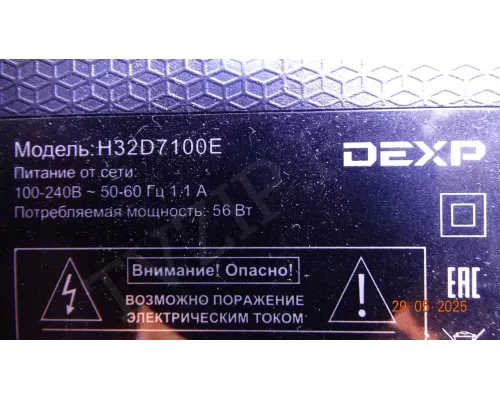 Модель: H32D7100E
DEXP
Питание от сети:
100-240В ~ 50-60 Гц 1.1 А
Потребляемая мощность: 56 Вт
Внимание! Опасно!
ВОЗМОЖНО ПОРАЖЕНИЕ
ЭЛЕКТРИЧЕСКИМ ТОКОМ
EAC
29 05 2025